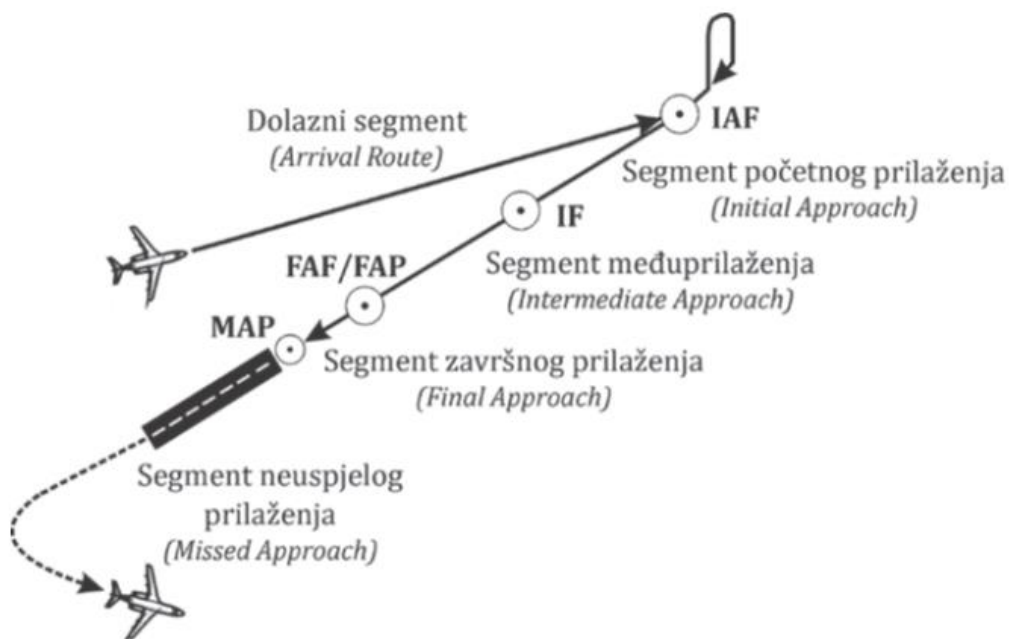 Dolazni segment
(Arrival Route)
IAF
Segment početnog prilaženja
(Initial Approach)
IF
FAF/FAP
Segment međuprilaženja
(Intermediate Approach)
MAP
Segment završnog prilaženja
(Final Approach)
Segment neuspjelog
prilaženja
(Missed Approach)